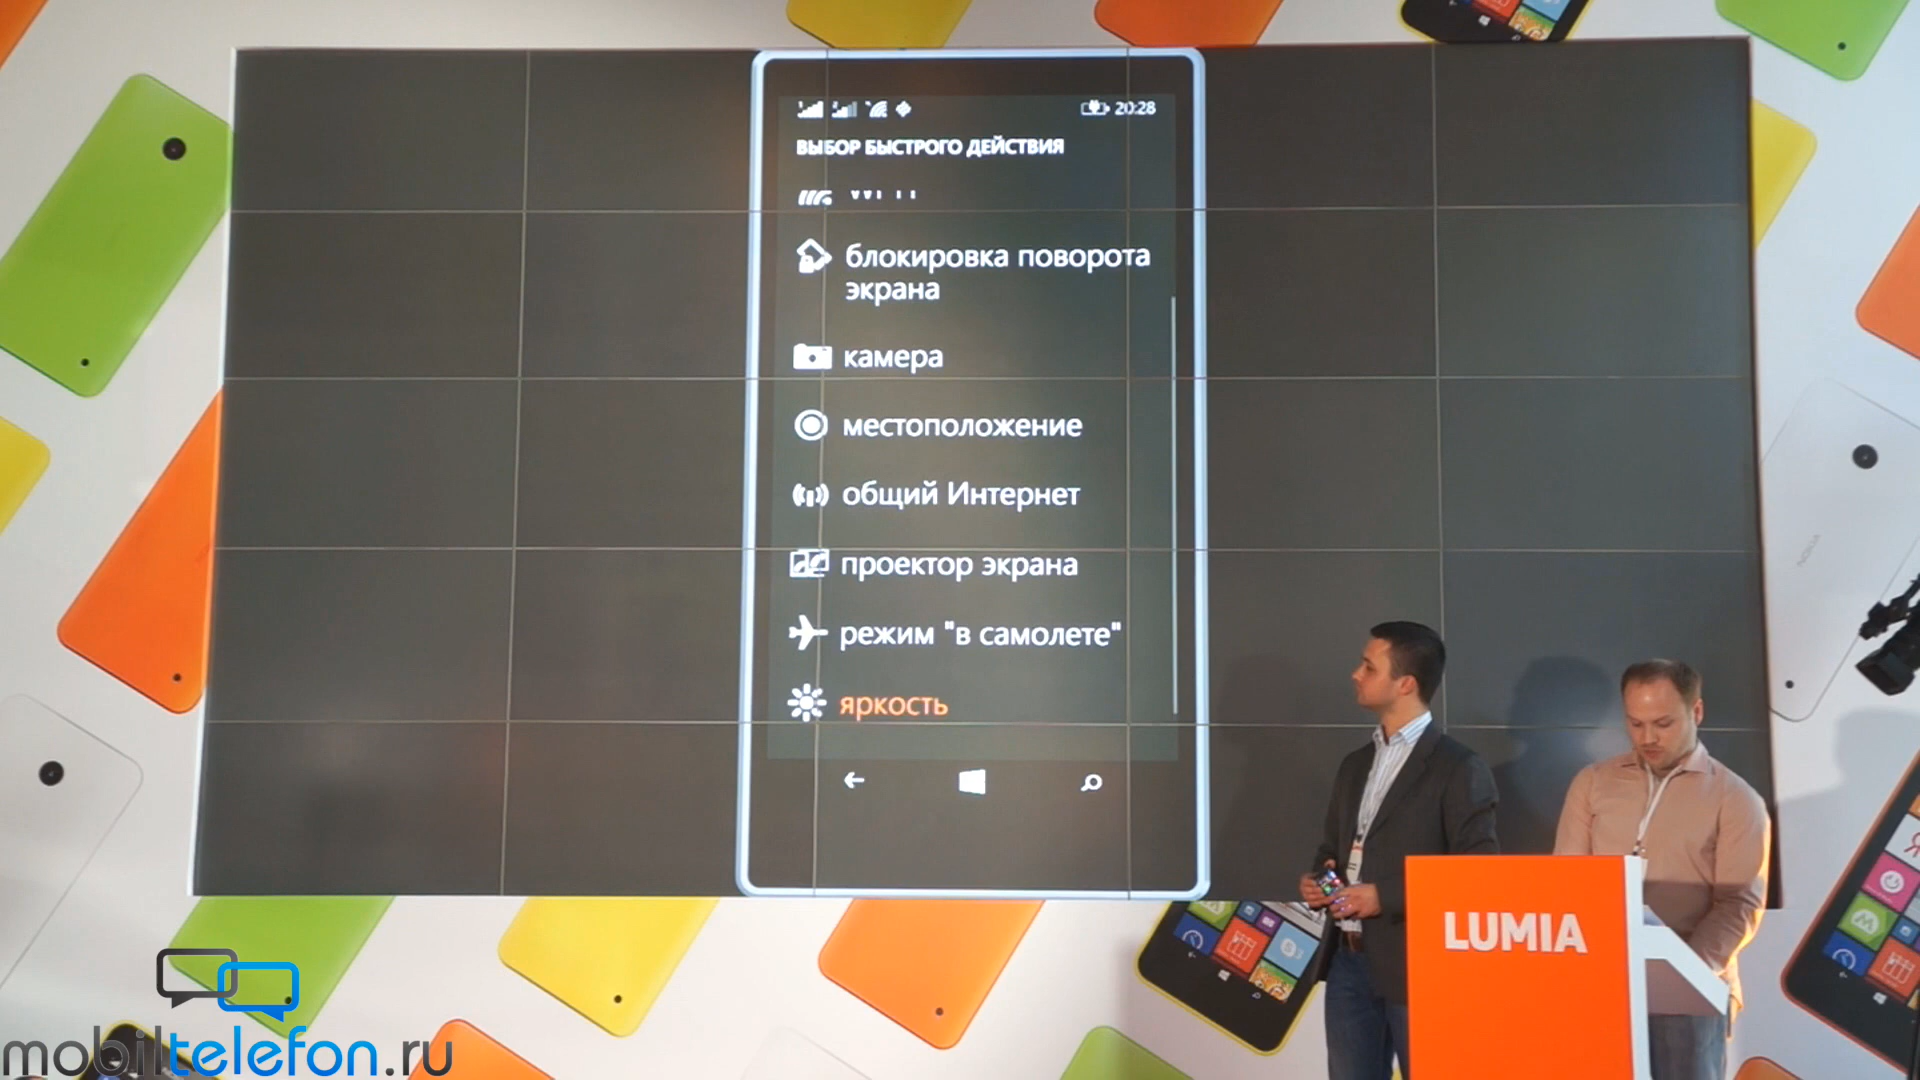 20:28
ВЫБОР БЫСТРОГО ДЕЙСТВИЯ
блокировка поворота
экрана
камера
местоположение
общий Интернет
проектор экрана
режим "в самолете"
яркость
NOKIA
LUMIA
mobiltelefon.ru